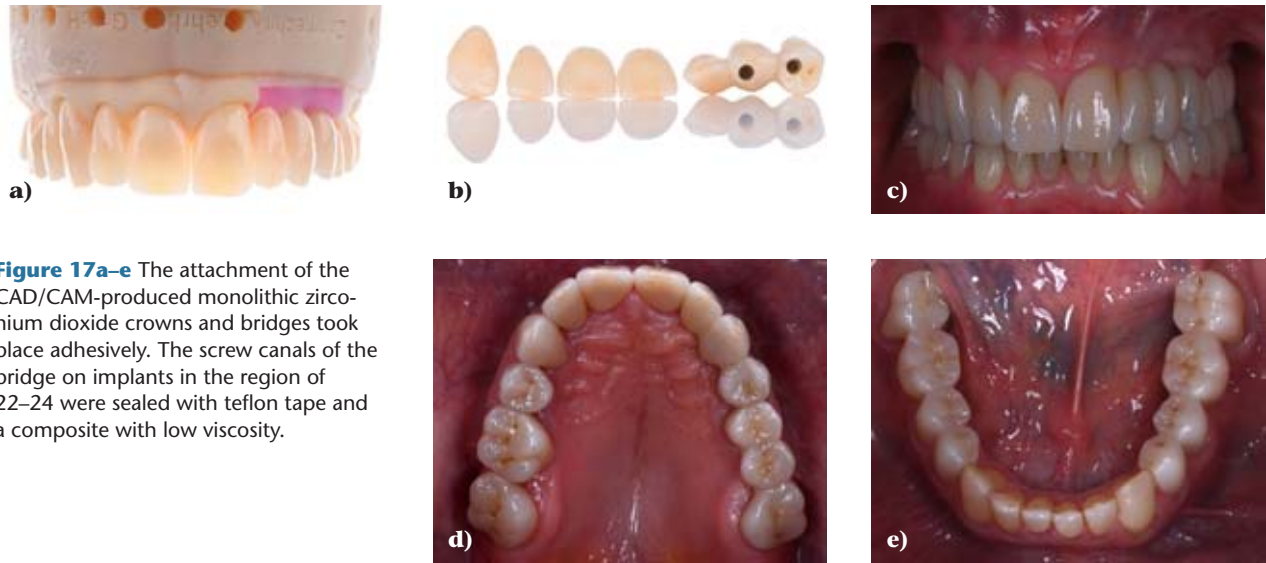 a)
b)
c)
Figure 17a–e The attachment of the
CAD/CAM-produced monolithic zirco-
nium dioxide crowns and bridges took
place adhesively. The screw canals of the
bridge on implants in the region of
22–24 were sealed with teflon tape and
a composite with low viscosity.
d)
e)